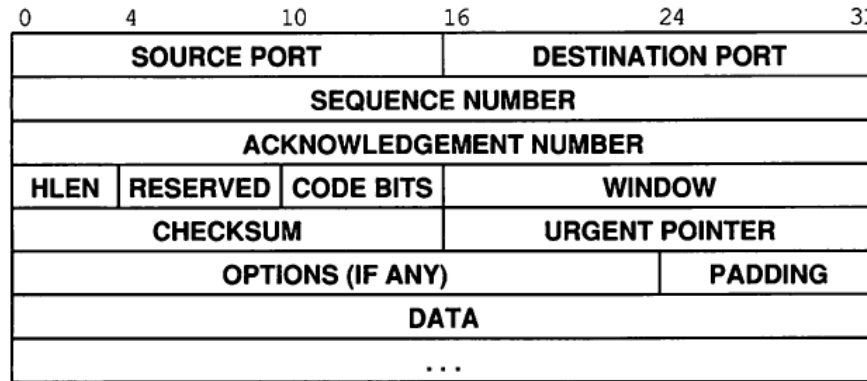 0 4 10 16 24 31
SOURCE PORT DESTINATION PORT
SEQUENCE NUMBER
ACKNOWLEDGEMENT NUMBER
HLEN RESERVED CODE BITS WINDOW
CHECKSUM URGENT POINTER
OPTIONS (IF ANY) PADDING
DATA
...